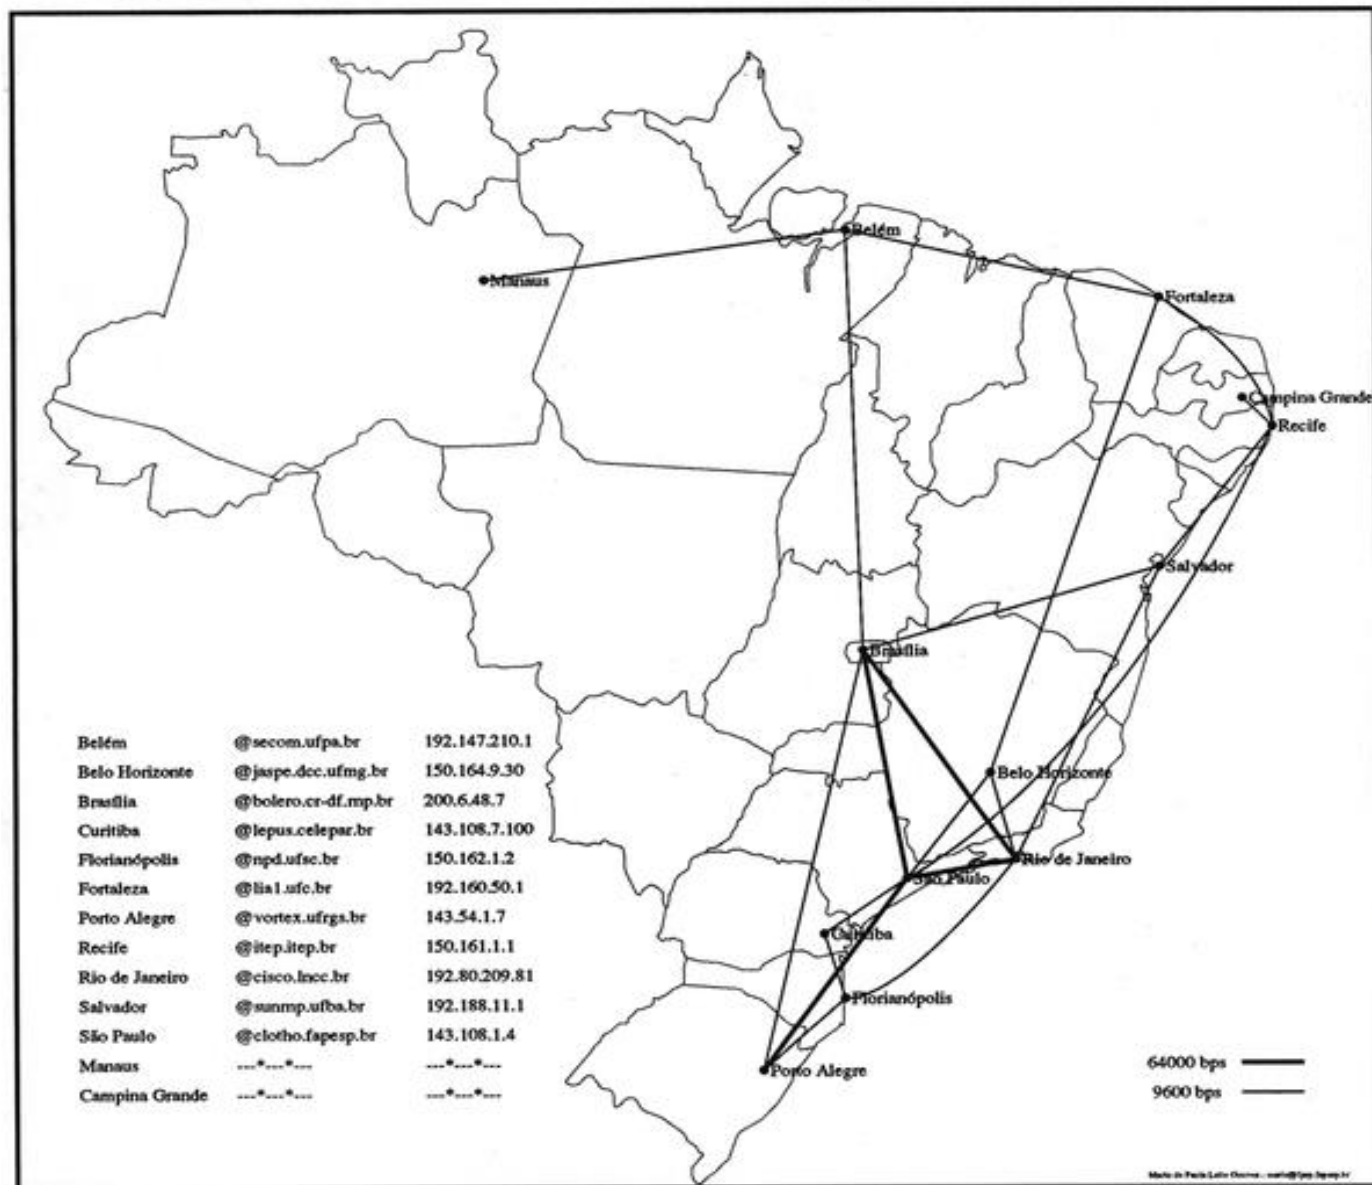 Belém
Manaus
Fortaleza
Campina Grande
Recife
Salvador
Brasília
Belo Horizonte
Rio de Janeiro
São Paulo
Curitiba
Florianópolis
Porto Alegre
Belém @secom.ufpa.br 192.147.210.1
Belo Horizonte @jaspe.dcc.ufmg.br 150.164.9.30
Brasília @bolero.cr-df.rnp.br 200.6.48.7
Curitiba @lepus.celepar.br 143.108.7.100
Florianópolis @npd.ufsc.br 150.162.1.2
Fortaleza @lia1.ufc.br 192.160.50.1
Porto Alegre @vortex.ufrgs.br 143.54.1.7
Recife @itep.itep.br 150.161.1.1
Rio de Janeiro @cisco.lncc.br 192.80.209.81
Salvador @sunmp.ufba.br 192.188.11.1
São Paulo @clotho.fapesp.br 143.108.1.4
Manaus ---*---*--- ---*---*---
Campina Grande ---*---*--- ---*---*---
64000 bps
9600 bps